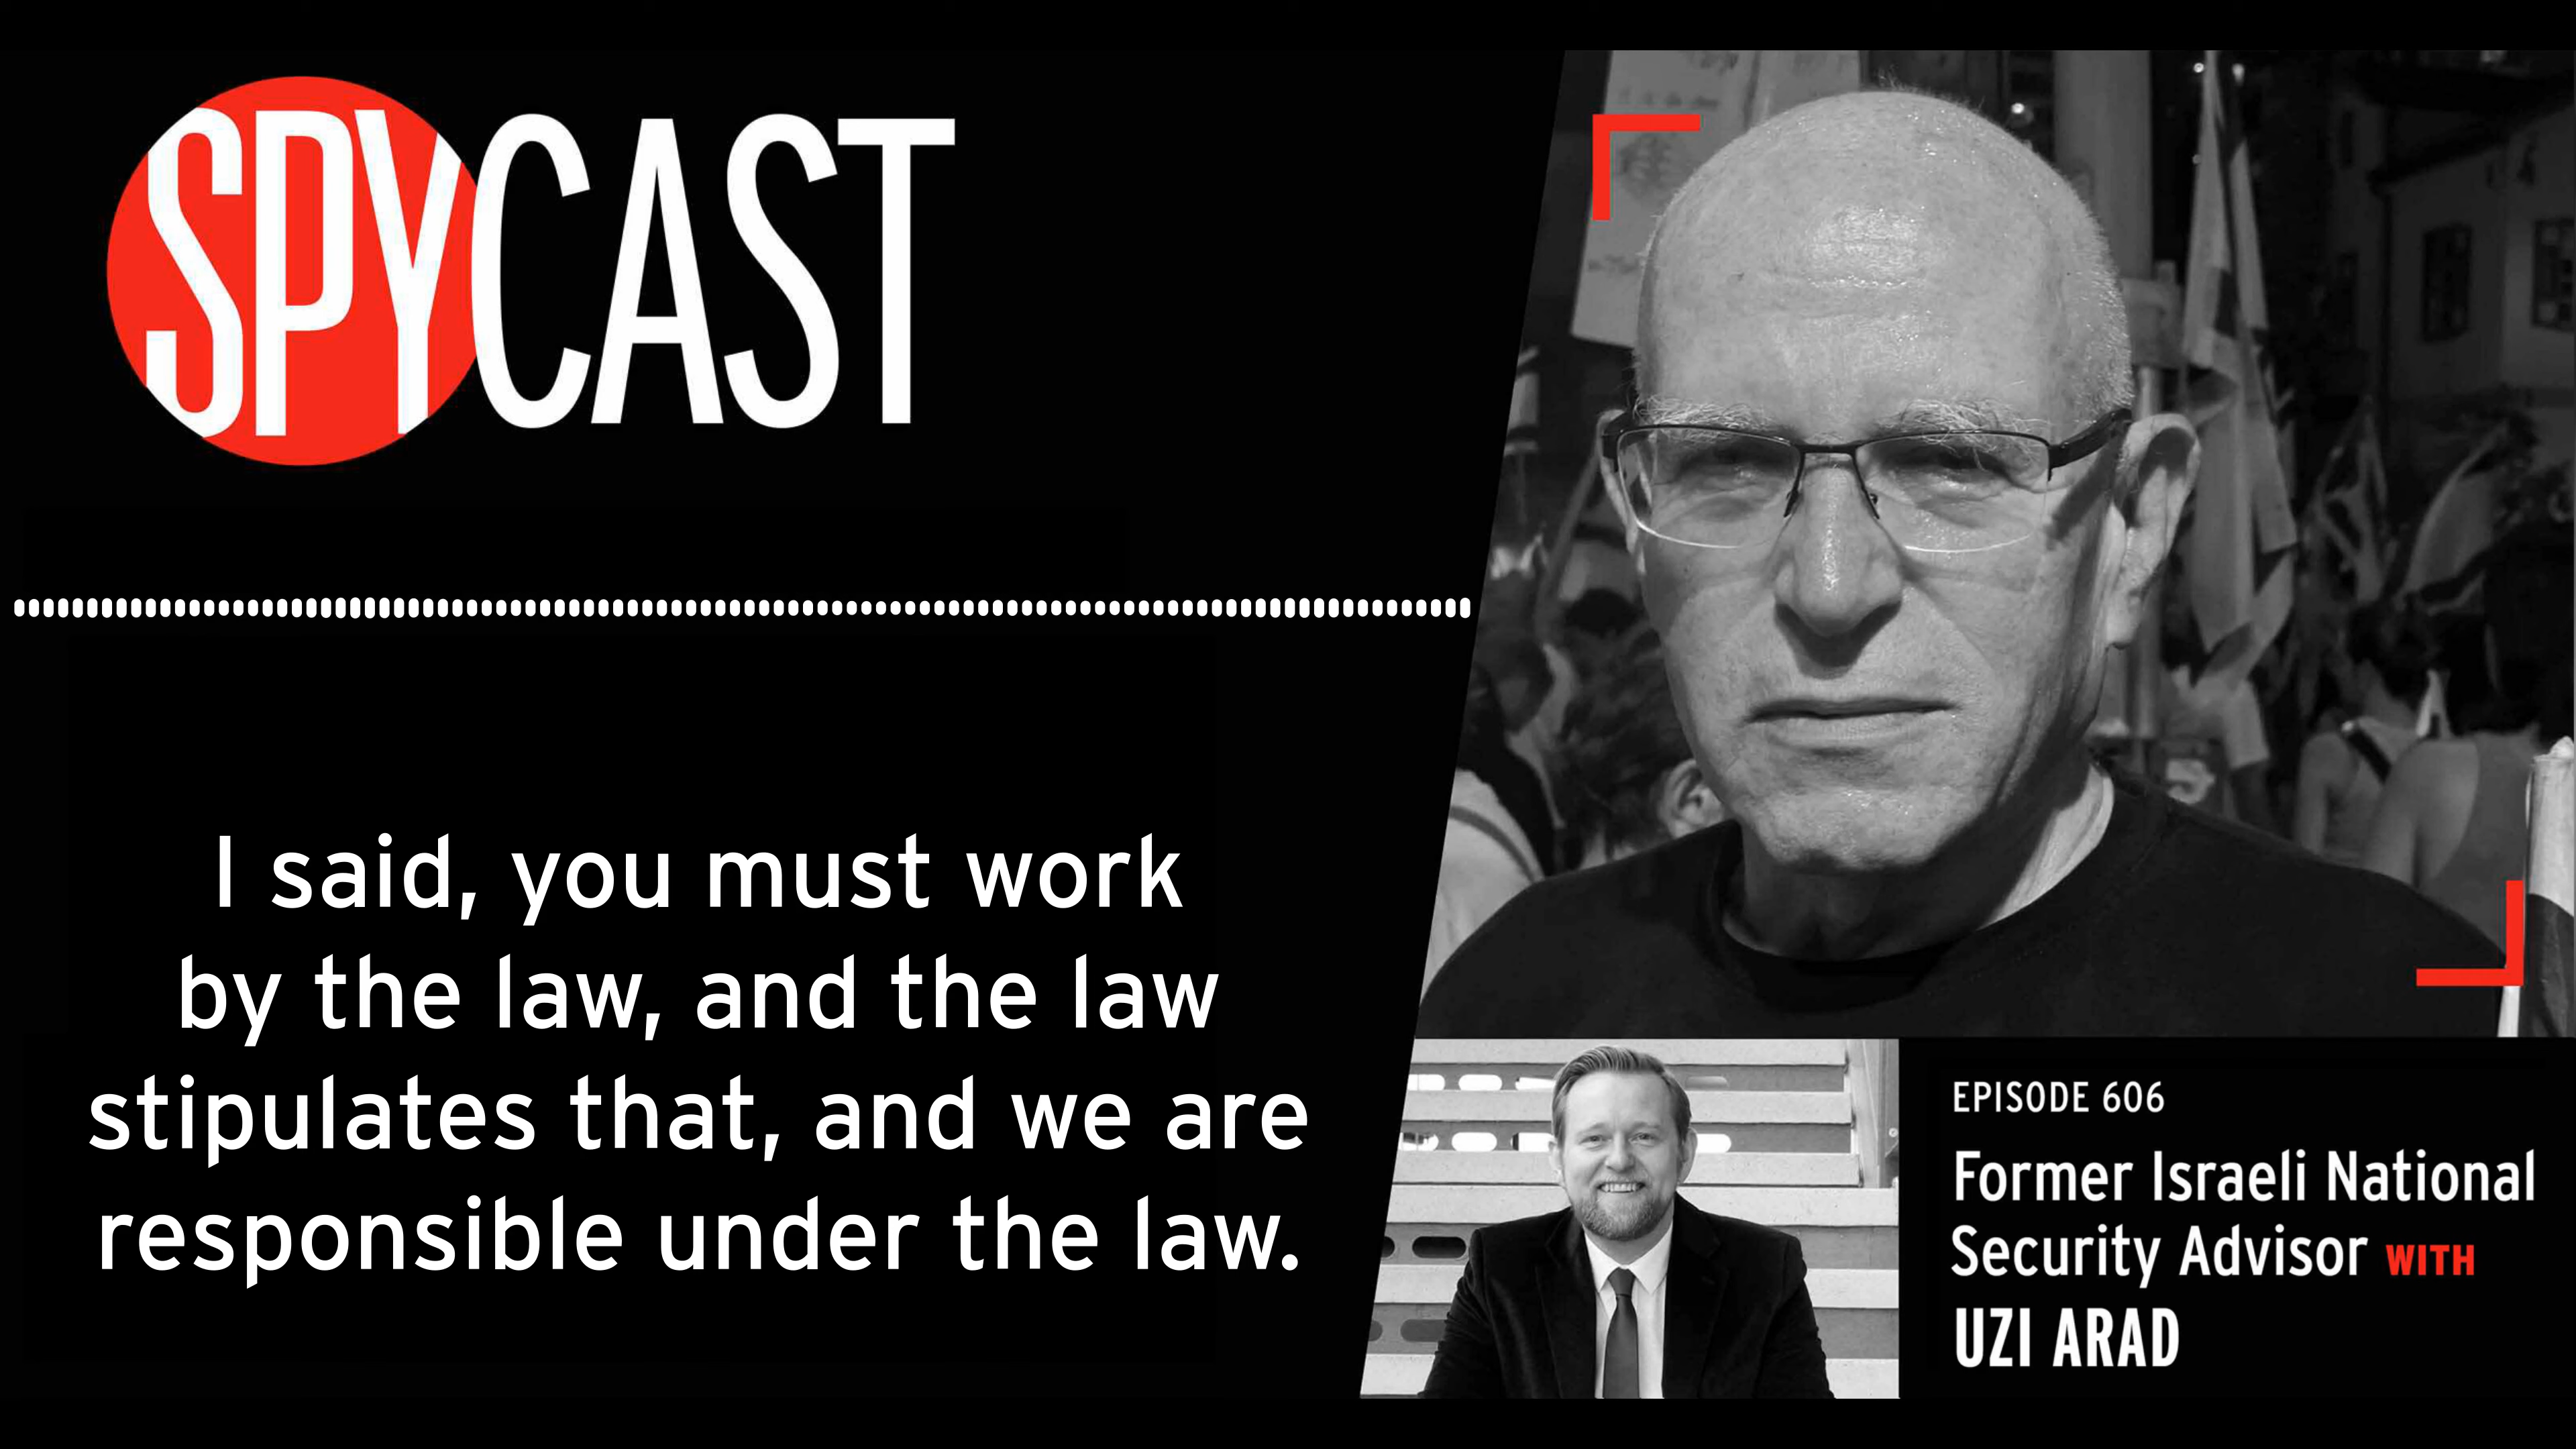 SPYCAST
I said, you must work
by the law, and the law
stipulates that, and we are
responsible under the law.
EPISODE 606
Former Israeli National
Security Advisor WITH
UZI ARAD